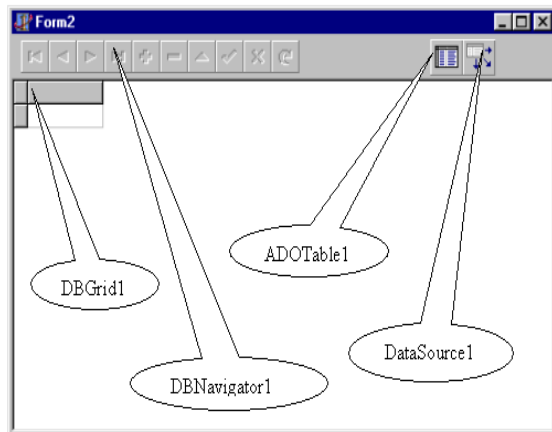 Form2
ADOTable1
DBGrid1
DataSource1
DBNavigator1